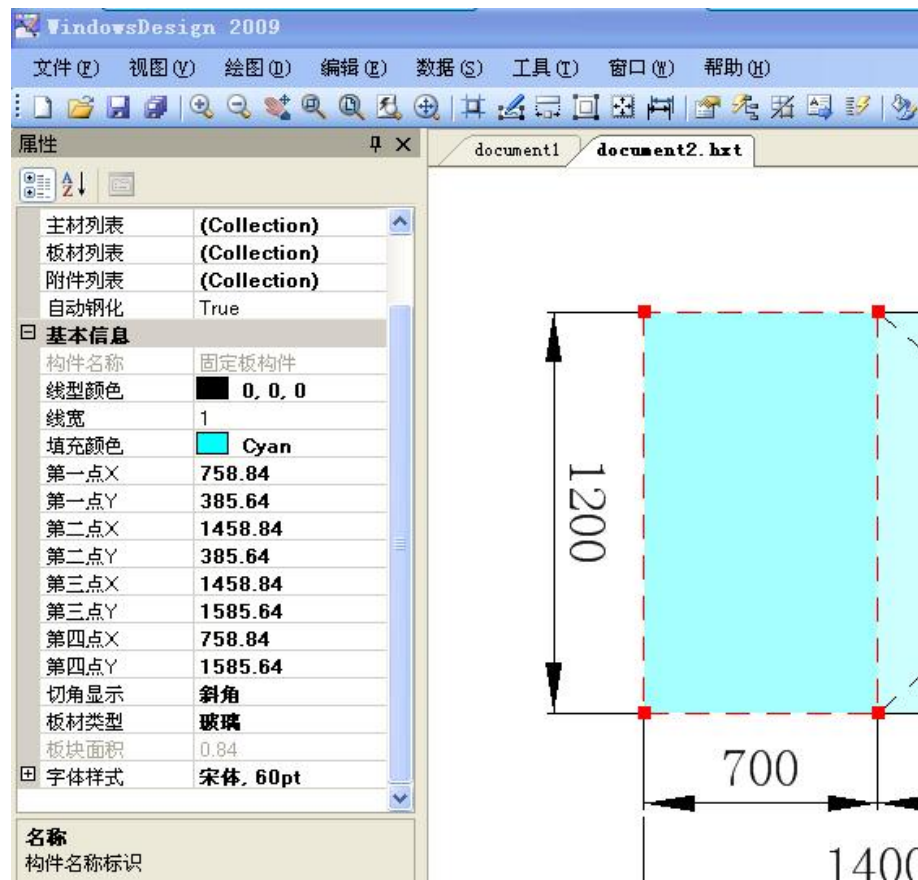 WindowsDesign 2009
文件(F) 视图(V) 绘图(D) 编辑(E) 数据(S) 工具(T) 窗口(W) 帮助(H)
属性
document1 document2.hxt
主材列表 (Collection)
板材列表 (Collection)
附件列表 (Collection)
自动钢化 True
基本信息
构件名称 固定板构件
线型颜色 0, 0, 0
线宽 1
填充颜色 Cyan
第一点X 758.84
第一点Y 385.64
第二点X 1458.84
第二点Y 385.64
第三点X 1458.84
第三点Y 1585.64
第四点X 758.84
第四点Y 1585.64
切角显示 斜角
板材类型 玻璃
板块面积 0.84
字体样式 宋体, 60pt
名称
构件名称标识
1200
700
1400